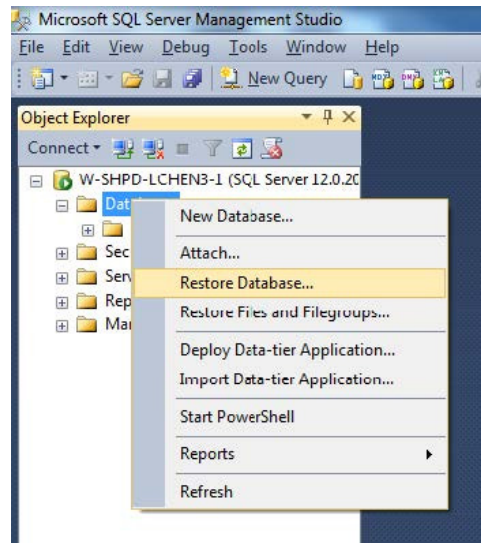 Microsoft SQL Server Management Studio
File Edit View Debug Tools Window Help
New Query
Object Explorer
Connect
W-SHPD-LCHEN3-1 (SQL Server 12.0.20
Dat
Sec
Serv
Rep
Mar
New Database...
Attach...
Restore Database...
Restore Files and Filegroups...
Deploy Data-tier Application...
Import Data-tier Application...
Start PowerShell
Reports
Refresh